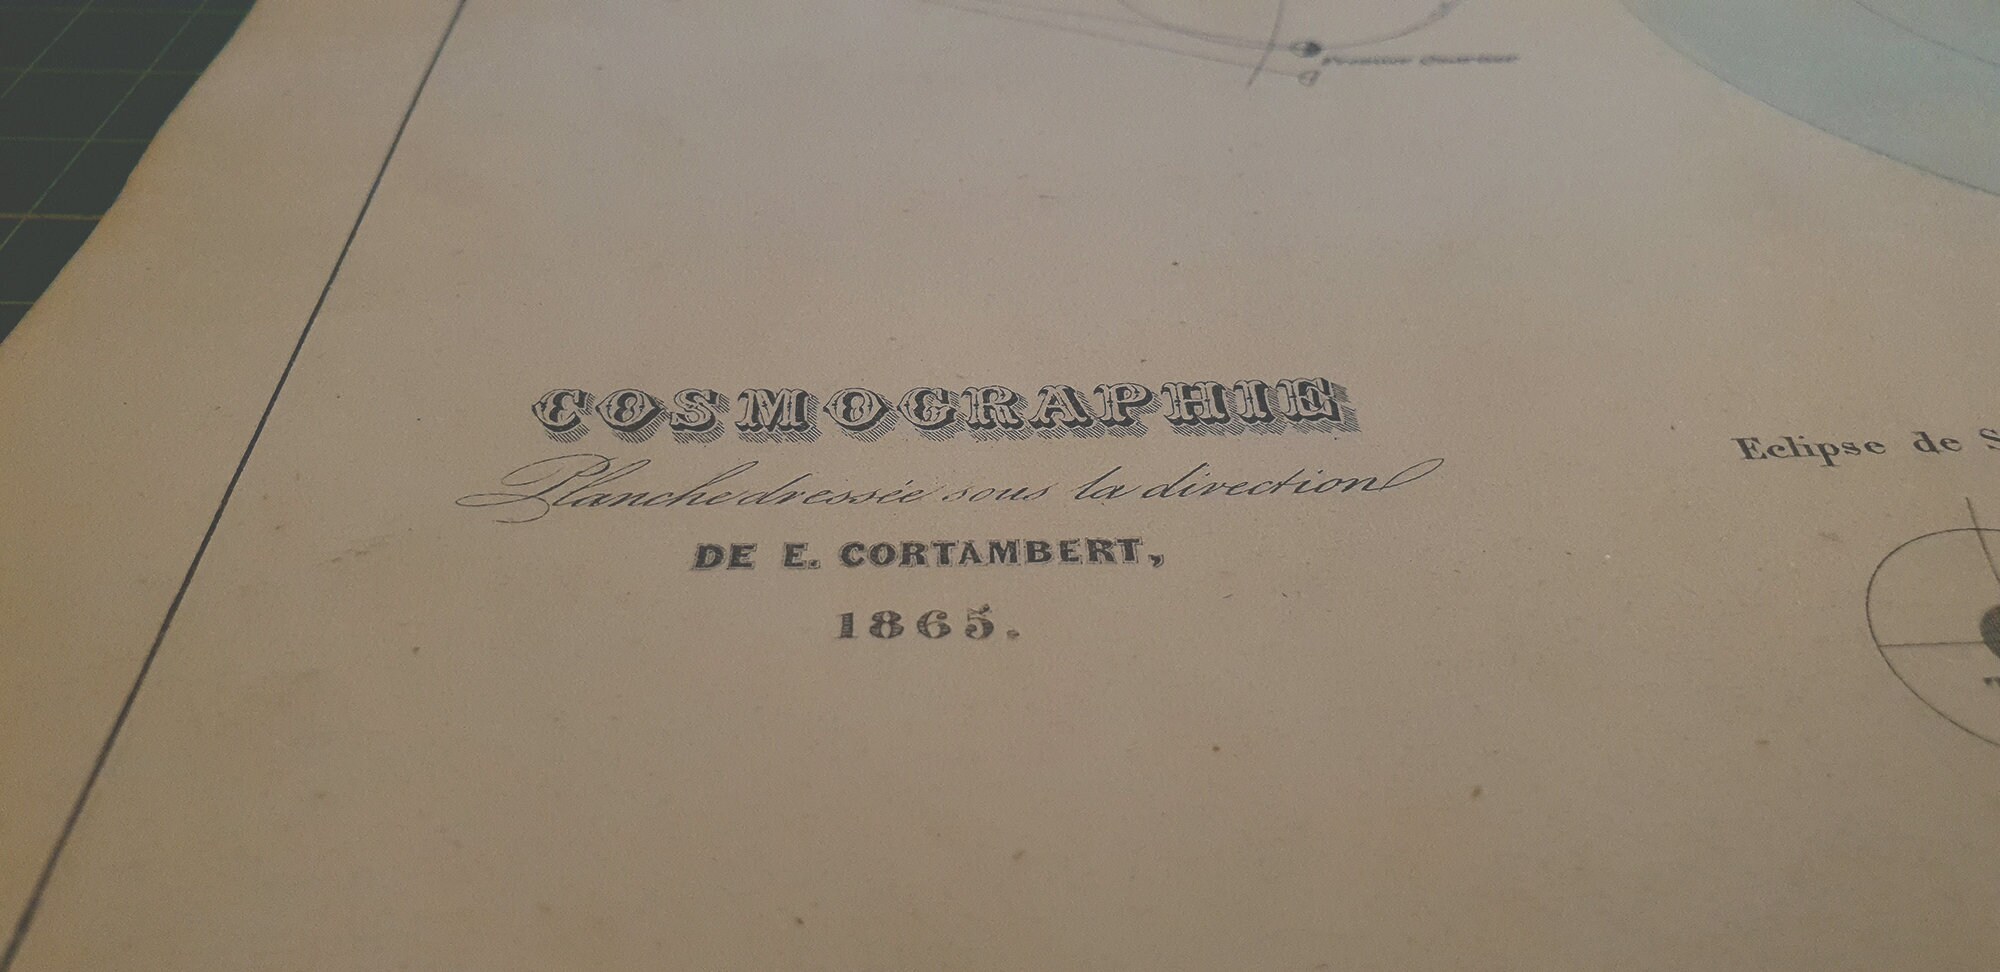 Premier Quartier
COSMOGRAPHIE
Planche dressée sous la direction
DE E. CORTAMBERT,
1865.
Eclipse de S